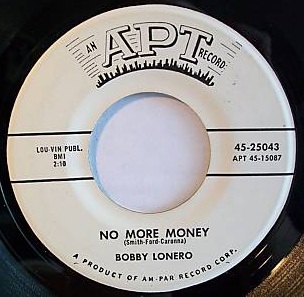 AN APT RECORD
LOU-VIN PUBL.
BMI
2:10
45-25043
APT 45-15087
NO MORE MONEY
(Smith-Ford-Caronna)
BOBBY LONERO
A PRODUCT OF AM-PAR RECORD CORP.